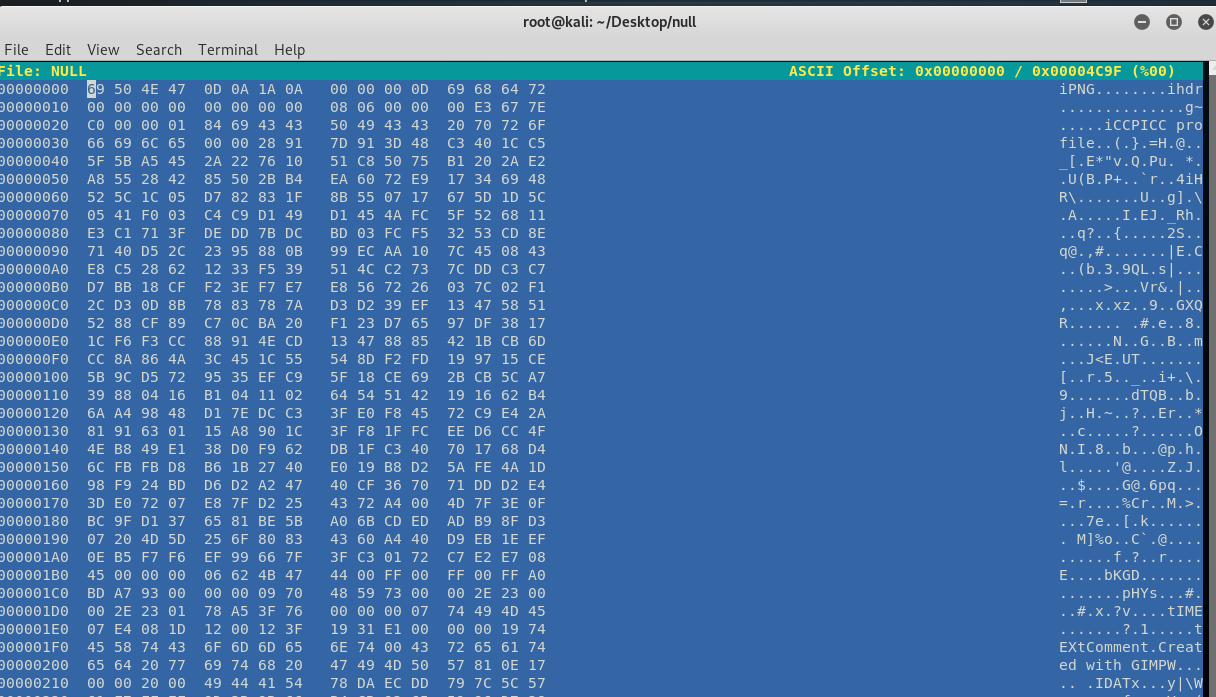 root@kali: ~/Desktop/null
File Edit View Search Terminal Help
File: NULL ASCII Offset: 0x00000000 / 0x00004C9F (%00)
00000000 69 50 4E 47 0D 0A 1A 0A 00 00 00 0D 69 68 64 72 iPNG........ihdr
00000010 00 00 00 00 00 00 00 00 08 06 00 00 00 E3 67 7E ..............g~
00000020 C0 00 00 01 84 69 43 43 50 49 43 43 20 70 72 6F .....iCCPICC pro
00000030 66 69 6C 65 00 00 28 91 7D 91 3D 48 C3 40 1C C5 file..(.}.=H.@..
00000040 5F 5B A5 45 2A 22 76 10 51 C8 50 75 B1 20 2A E2 _[.E*"v.Q.Pu. *.
00000050 A8 55 28 42 85 50 2B B4 EA 60 72 E9 17 34 69 48 .U(B.P+..`r..4iH
00000060 52 5C 1C 05 D7 82 83 1F 8B 55 07 17 67 5D 1D 5C R\.......U..g].\
00000070 05 41 F0 03 C4 C9 D1 49 D1 45 4A FC 5F 52 68 11 .A.....I.EJ._Rh.
00000080 E3 C1 71 3F DE DD 7B DC BD 03 FC F5 32 53 CD 8E ..q?..{.....2S..
00000090 71 40 D5 2C 23 95 88 0B 99 EC AA 10 7C 45 08 43 q@.,#.......|E.C
000000A0 E8 C5 28 62 12 33 F5 39 51 4C C2 73 7C DD C3 C7 ..(b.3.9QL.s|...
000000B0 D7 BB 18 CF F2 3E F7 E7 E8 56 72 26 03 7C 02 F1 .....>...Vr&.|..
000000C0 2C D3 0D 8B 78 83 78 7A D3 D2 39 EF 13 47 58 51 ,...x.xz..9..GXQ
000000D0 52 88 CF 89 C7 0C BA 20 F1 23 D7 65 97 DF 38 17 R...... .#.e..8.
000000E0 1C F6 F3 CC 88 91 4E CD 13 47 88 85 42 1B CB 6D ......N..G..B..m
000000F0 CC 8A 86 4A 3C 45 1C 55 54 8D F2 FD 19 97 15 CE ...J<E.UT.......
00000100 5B 9C D5 72 95 35 EF C9 5F 18 CE 69 2B CB 5C A7 [..r.5.._..i+.\.
00000110 39 88 04 16 B1 04 11 02 64 54 51 42 19 16 62 B4 9.......dTQB..b.
00000120 6A A4 98 48 D1 7E DC C3 3F E0 F8 45 72 C9 E4 2A j..H.~..?..Er..*
00000130 81 91 63 01 15 A8 90 1C 3F F8 1F FC EE D6 CC 4F ..c.....?......O
00000140 4E B8 49 E1 38 D0 F9 62 DB 1F C3 40 70 17 68 D4 N.I.8..b...@p.h.
00000150 6C FB FB D8 B6 1B 27 40 E0 19 B8 D2 5A FE 4A 1D l.....'@....Z.J.
00000160 98 F9 24 BD D6 D2 A2 47 40 CF 36 70 71 DD D2 E4 ..$....G@.6pq...
00000170 3D E0 72 07 E8 7F D2 25 43 72 A4 00 4D 7F 3E 0F =.r....%Cr..M.>.
00000180 BC 9F D1 37 65 81 BE 5B A0 6B CD ED AD B9 8F D3 ...7e..[.k......
00000190 07 20 4D 5D 25 6F 80 83 43 60 A4 40 D9 EB 1E EF . M]%o..C`.@....
000001A0 0E B5 F7 F6 EF 99 66 7F 3F C3 01 72 C7 E2 E7 08 ......f.?..r....
000001B0 45 00 00 00 06 62 4B 47 44 00 FF 00 FF 00 FF A0 E....bKGD.......
000001C0 BD A7 93 00 00 00 09 70 48 59 73 00 00 2E 23 00 .......pHYs...#.
000001D0 00 2E 23 01 78 A5 3F 76 00 00 00 07 74 49 4D 45 ..#.x.?v....tIME
000001E0 07 E4 08 1D 12 00 12 3F 19 31 E1 00 00 00 19 74 .......?.1.....t
000001F0 45 58 74 43 6F 6D 6D 65 6E 74 00 43 72 65 61 74 EXtComment.Creat
00000200 65 64 20 77 69 74 68 20 47 49 4D 50 57 81 0E 17 ed with GIMPW...
00000210 00 00 20 00 49 44 41 54 78 DA EC DD 79 7C 5C 57 .. .IDATx...y|\W